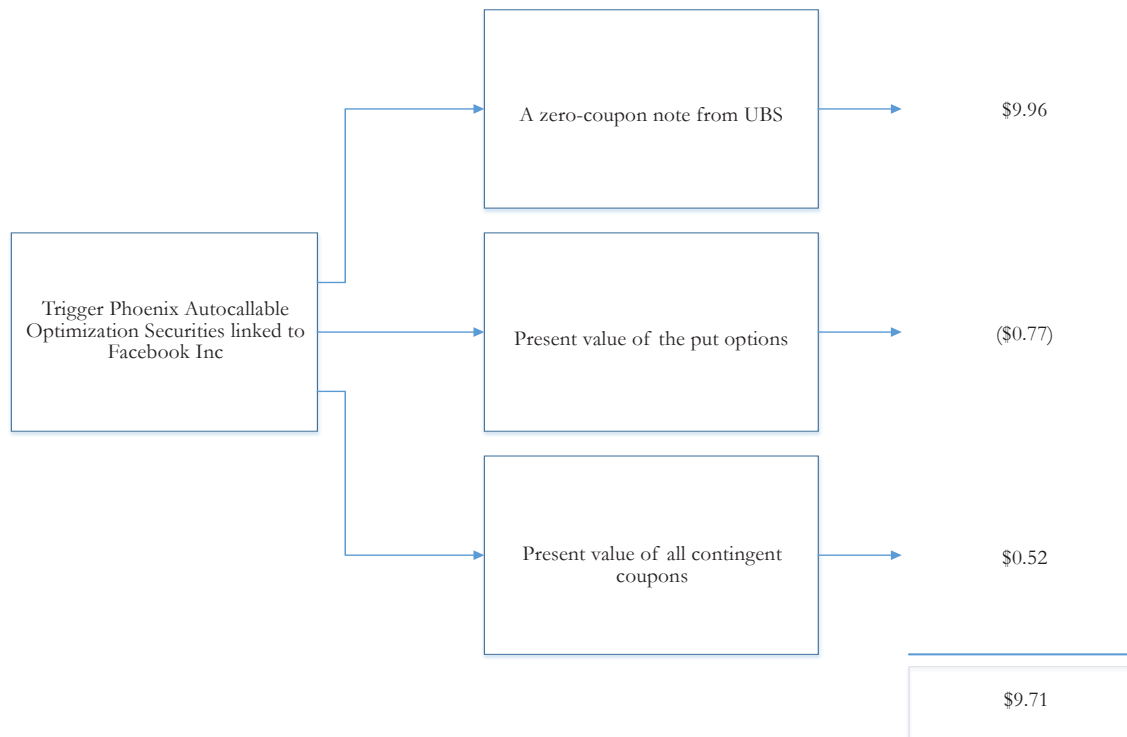 A zero-coupon note from UBS
$9.96
Trigger Phoenix Autocallable
Optimization Securities linked to
Facebook Inc
Present value of the put options
($0.77)
Present value of all contingent
coupons
$0.52
$9.71